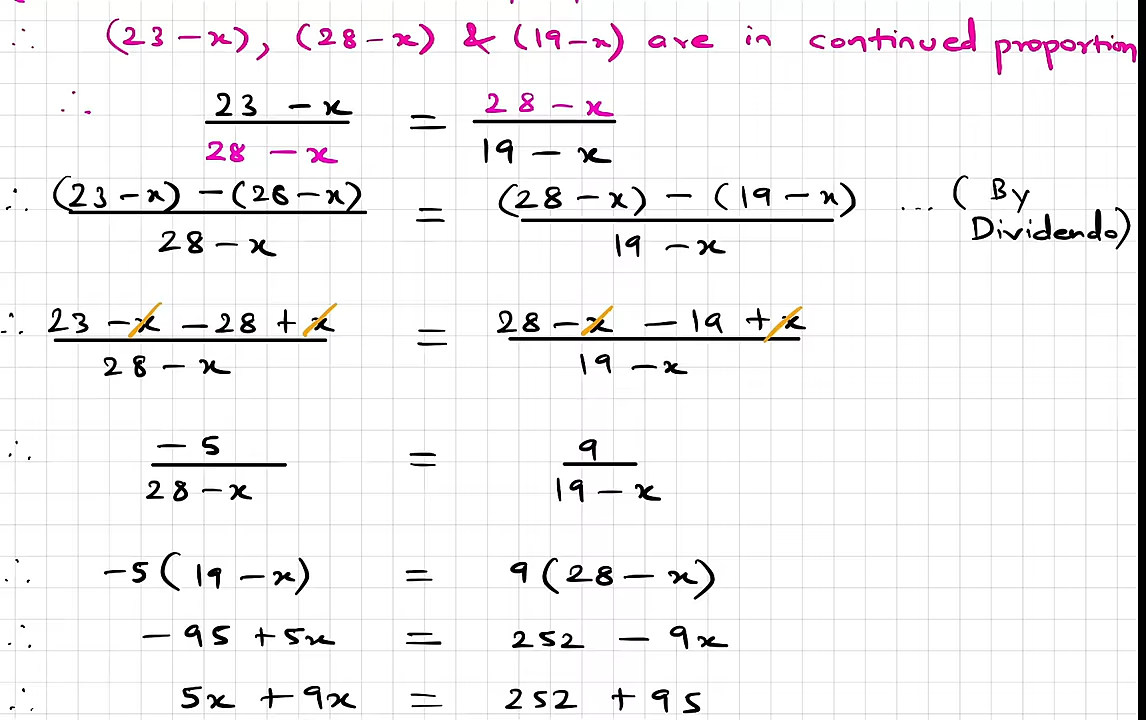 ∴ (23 – x), (28 – x) & (19 – x) are in continued proportion
∴ 23 – x / 28 – x = 28 – x / 19 – x
∴ (23 – x) – (28 – x) / 28 – x = (28 – x) – (19 – x) / 19 – x ... (By Dividendo)
∴ 23 – x – 28 + x / 28 – x = 28 – x – 19 + x / 19 – x
∴ – 5 / 28 – x = 9 / 19 – x
∴ –5(19 – x) = 9(28 – x)
∴ – 95 + 5x = 252 – 9x
∴ 5x + 9x = 252 + 95